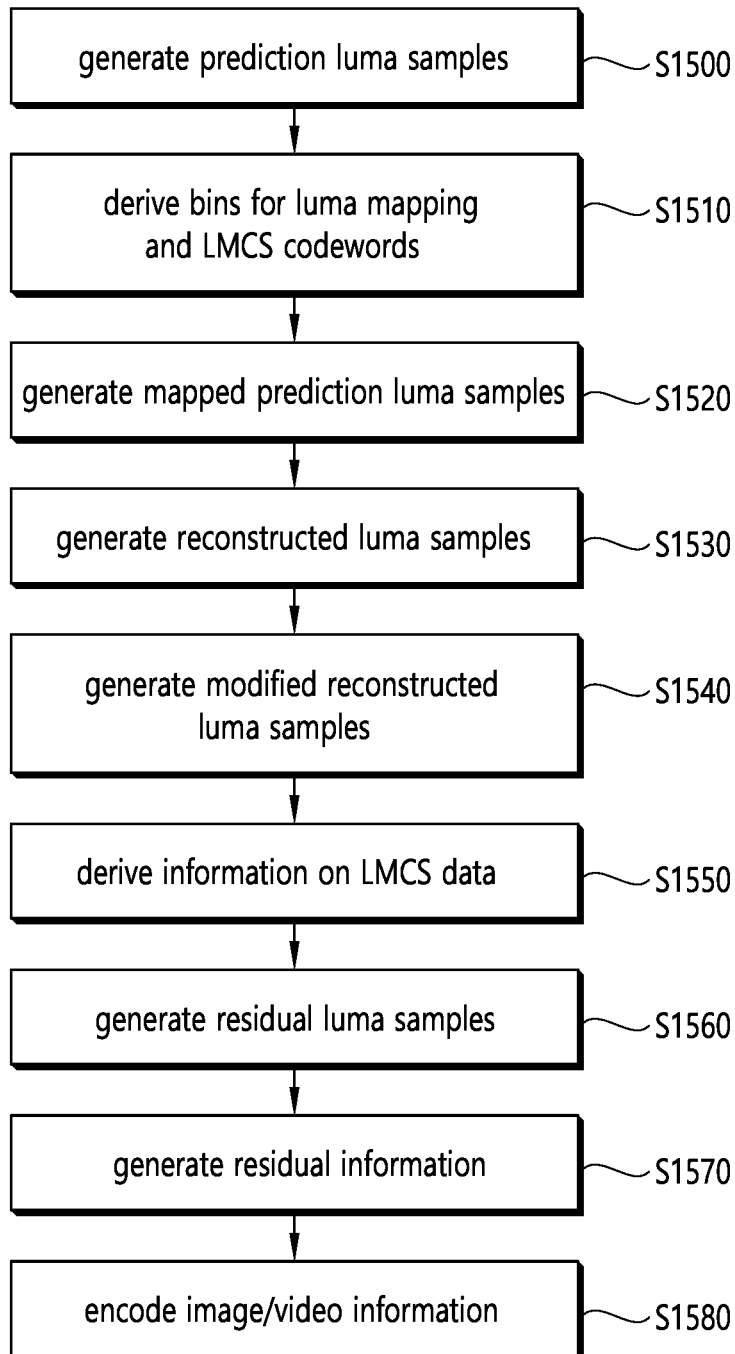 generate prediction luma samples
S1500
derive bins for luma mapping
and LMCS codewords
S1510
generate mapped prediction luma samples
S1520
generate reconstructed luma samples
S1530
generate modified reconstructed
luma samples
S1540
derive information on LMCS data
S1550
generate residual luma samples
S1560
generate residual information
S1570
encode image/video information
S1580